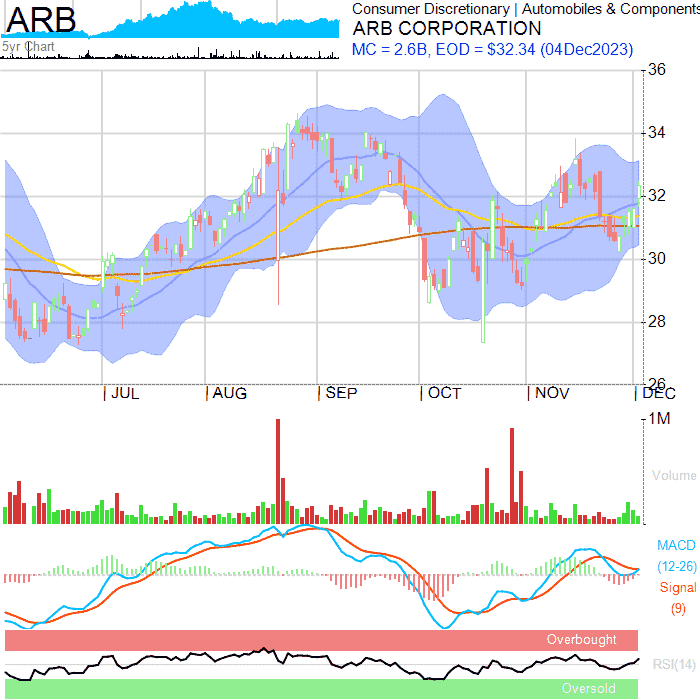 ARB
5yr Chart
Consumer Discretionary | Automobiles & Components
ARB CORPORATION
MC = 2.6B, EOD = $32.34 (04Dec2023)
36
34
32
30
28
26
JUL
AUG
SEP
OCT
NOV
DEC
1M
Volume
MACD
(12-26)
Signal
(9)
Overbought
RSI(14)
Oversold